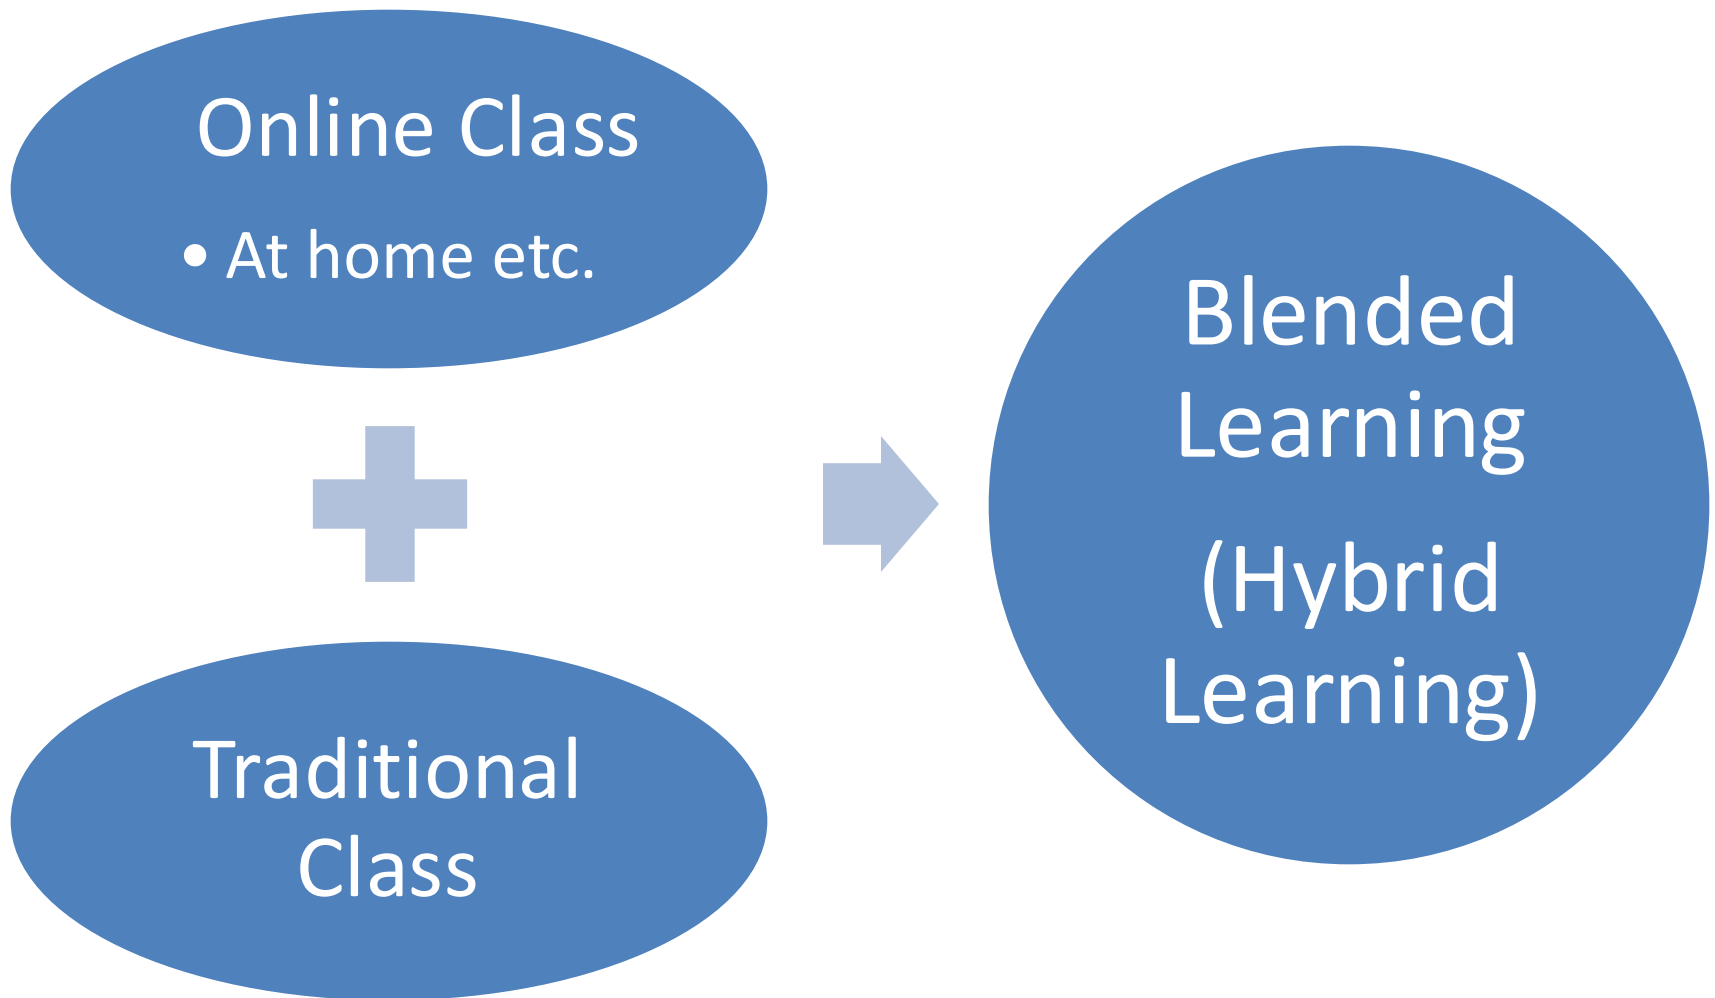 Online Class
• At home etc.
Traditional
Class
Blended
Learning
(Hybrid
Learning)